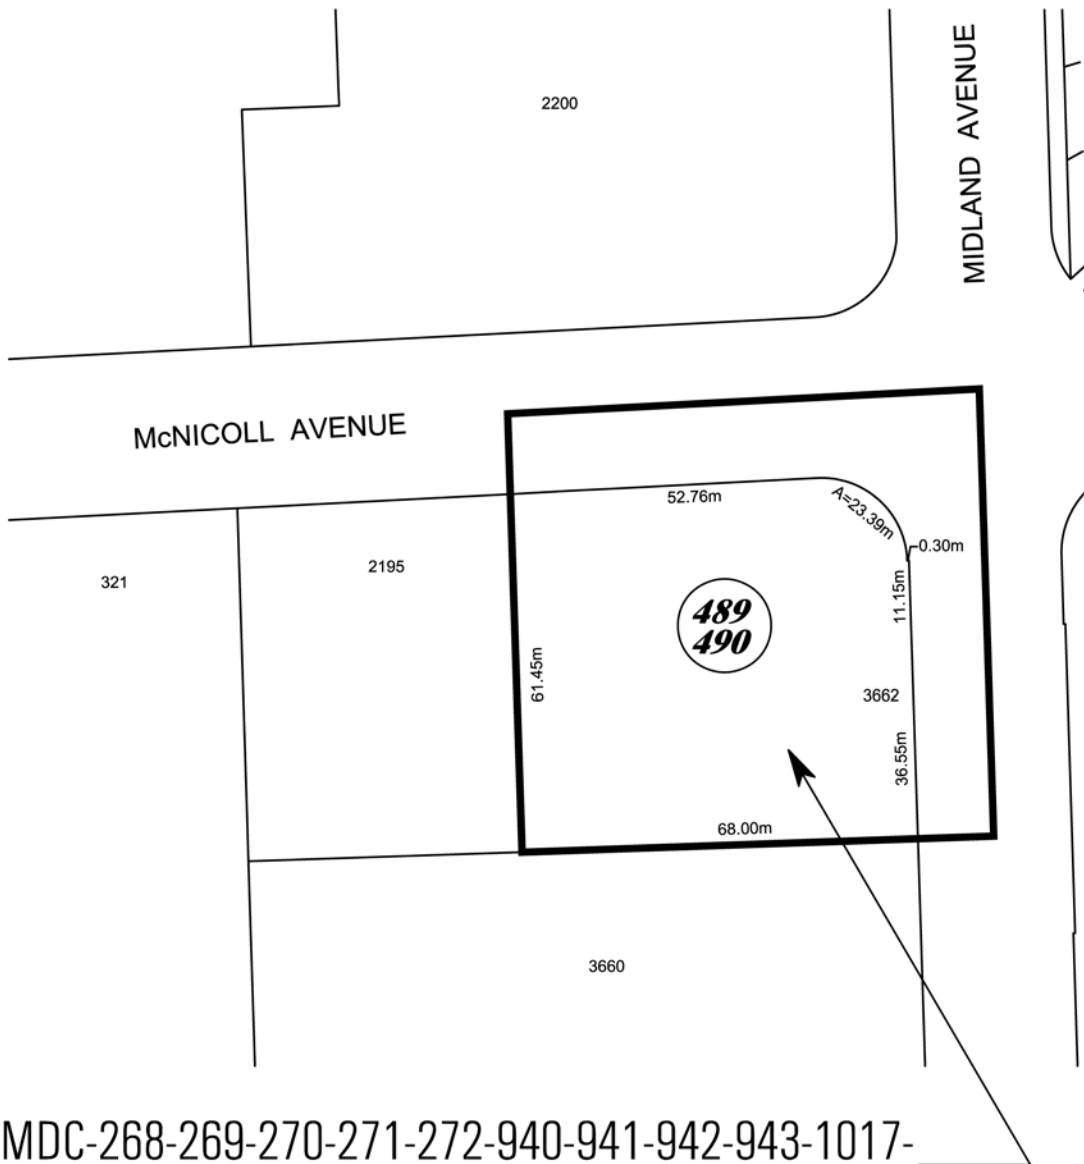 2200
MIDLAND AVENUE
McNICOLL AVENUE
52.76m
A=23.39m
0.30m
321
2195
11.15m
489
490
61.45m
3662
36.55m
68.00m
3660
MDC-268-269-270-271-272-940-941-942-943-1017-